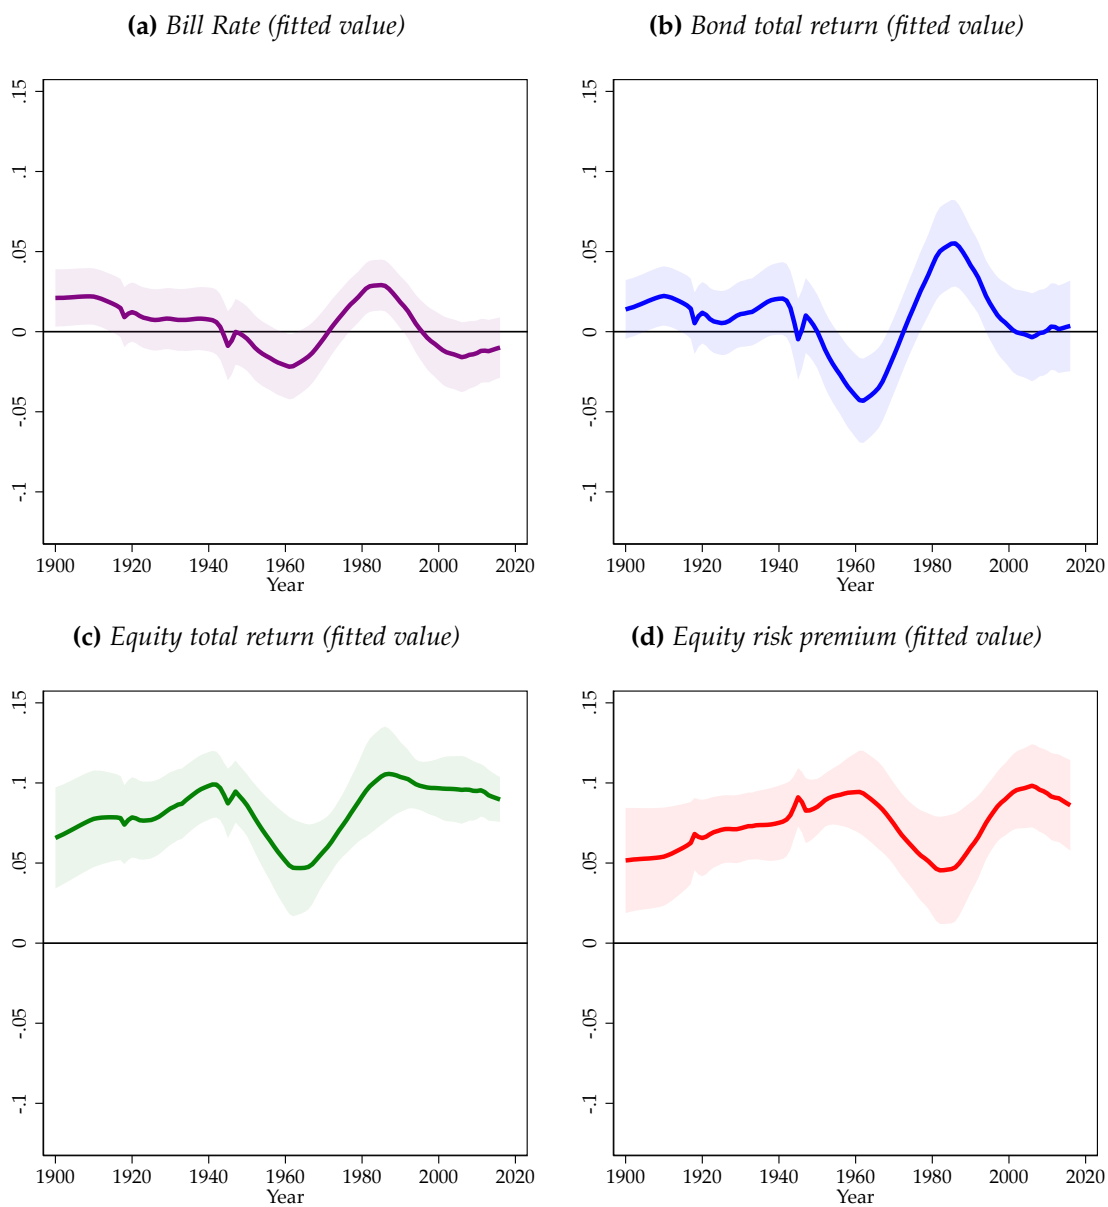 (a) Bill Rate (fitted value)
.15
.1
.05
0
-.05
-.1
1900 1920 1940 1960 1980 2000 2020
Year
(b) Bond total return (fitted value)
.15
.1
.05
0
-.05
-.1
1900 1920 1940 1960 1980 2000 2020
Year
(c) Equity total return (fitted value)
.15
.1
.05
0
-.05
-.1
1900 1920 1940 1960 1980 2000 2020
Year
(d) Equity risk premium (fitted value)
.15
.1
.05
0
-.05
-.1
1900 1920 1940 1960 1980 2000 2020
Year